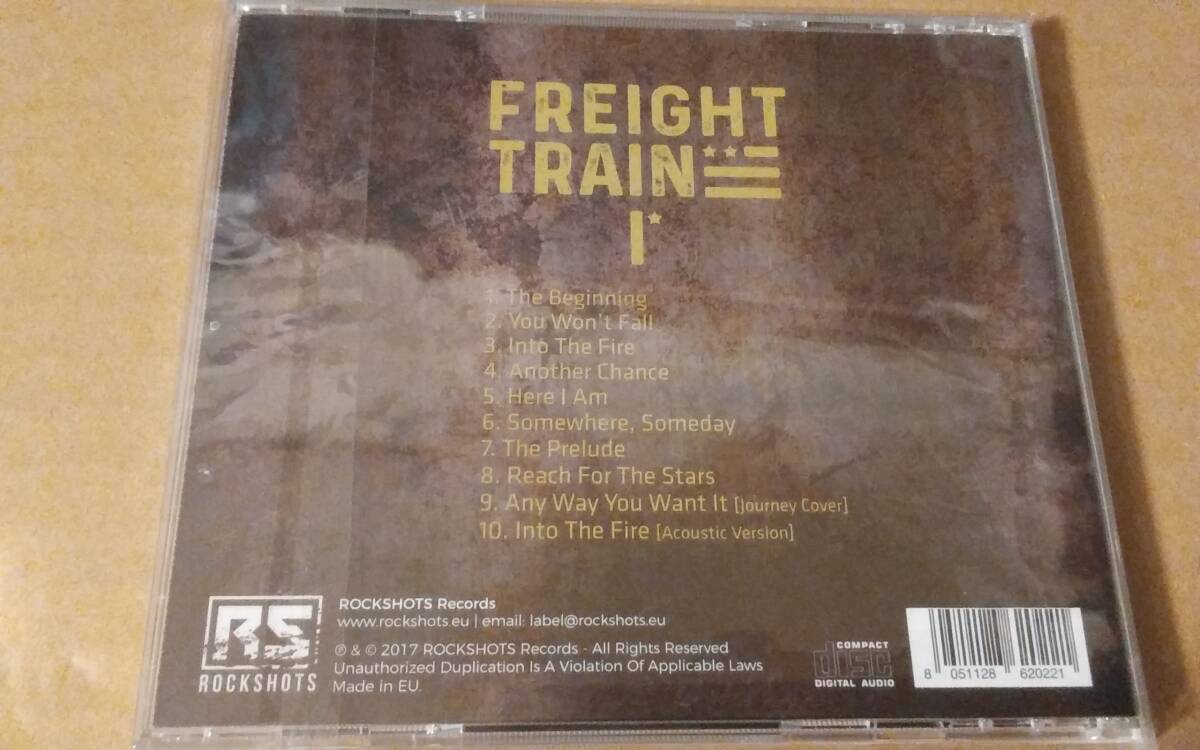 FREIGHT
TRAIN
I
1. The Beginning
2. You Won't Fall
3. Into The Fire
4. Another Chance
5. Here I Am
6. Somewhere, Someday
7. The Prelude
8. Reach For The Stars
9. Any Way You Want It [Journey Cover]
10. Into The Fire [Acoustic Version]
RS
ROCKSHOTS
ROCKSHOTS Records
www.rockshots.eu | email: label@rockshots.eu
℗ & © 2017 ROCKSHOTS Records - All Rights Reserved
Unauthorized Duplication Is A Violation Of Applicable Laws
Made in EU.
COMPACT
disc
DIGITAL AUDIO
8 051128 620221